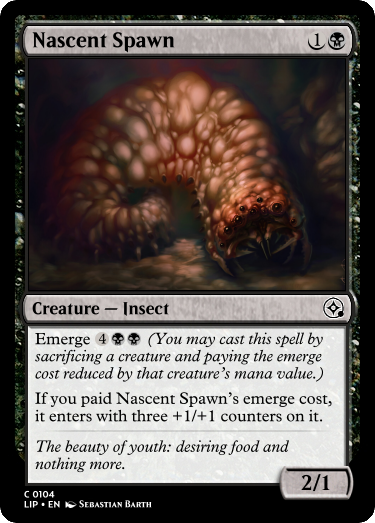 Nascent Spawn 1
Creature — Insect
Emerge 4 (You may cast this spell by
sacrificing a creature and paying the emerge
cost reduced by that creature's mana value.)
If you paid Nascent Spawn's emerge cost,
it enters with three +1/+1 counters on it.
The beauty of youth: desiring food and
nothing more.
2/1
C 0104
LIP • EN Sebastian Barth